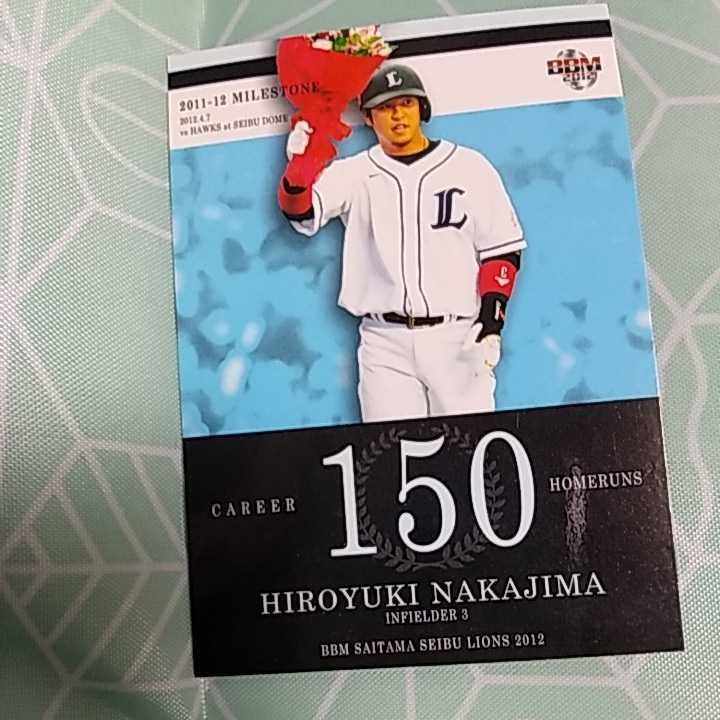 2011-12 MILESTONE
2012.4.7
vs HAWKS at SEIBU DOME
BBM
2012
L
L
C
CAREER
150
HOMERUNS
HIROYUKI NAKAJIMA
INFIELDER 3
BBM SAITAMA SEIBU LIONS 2012